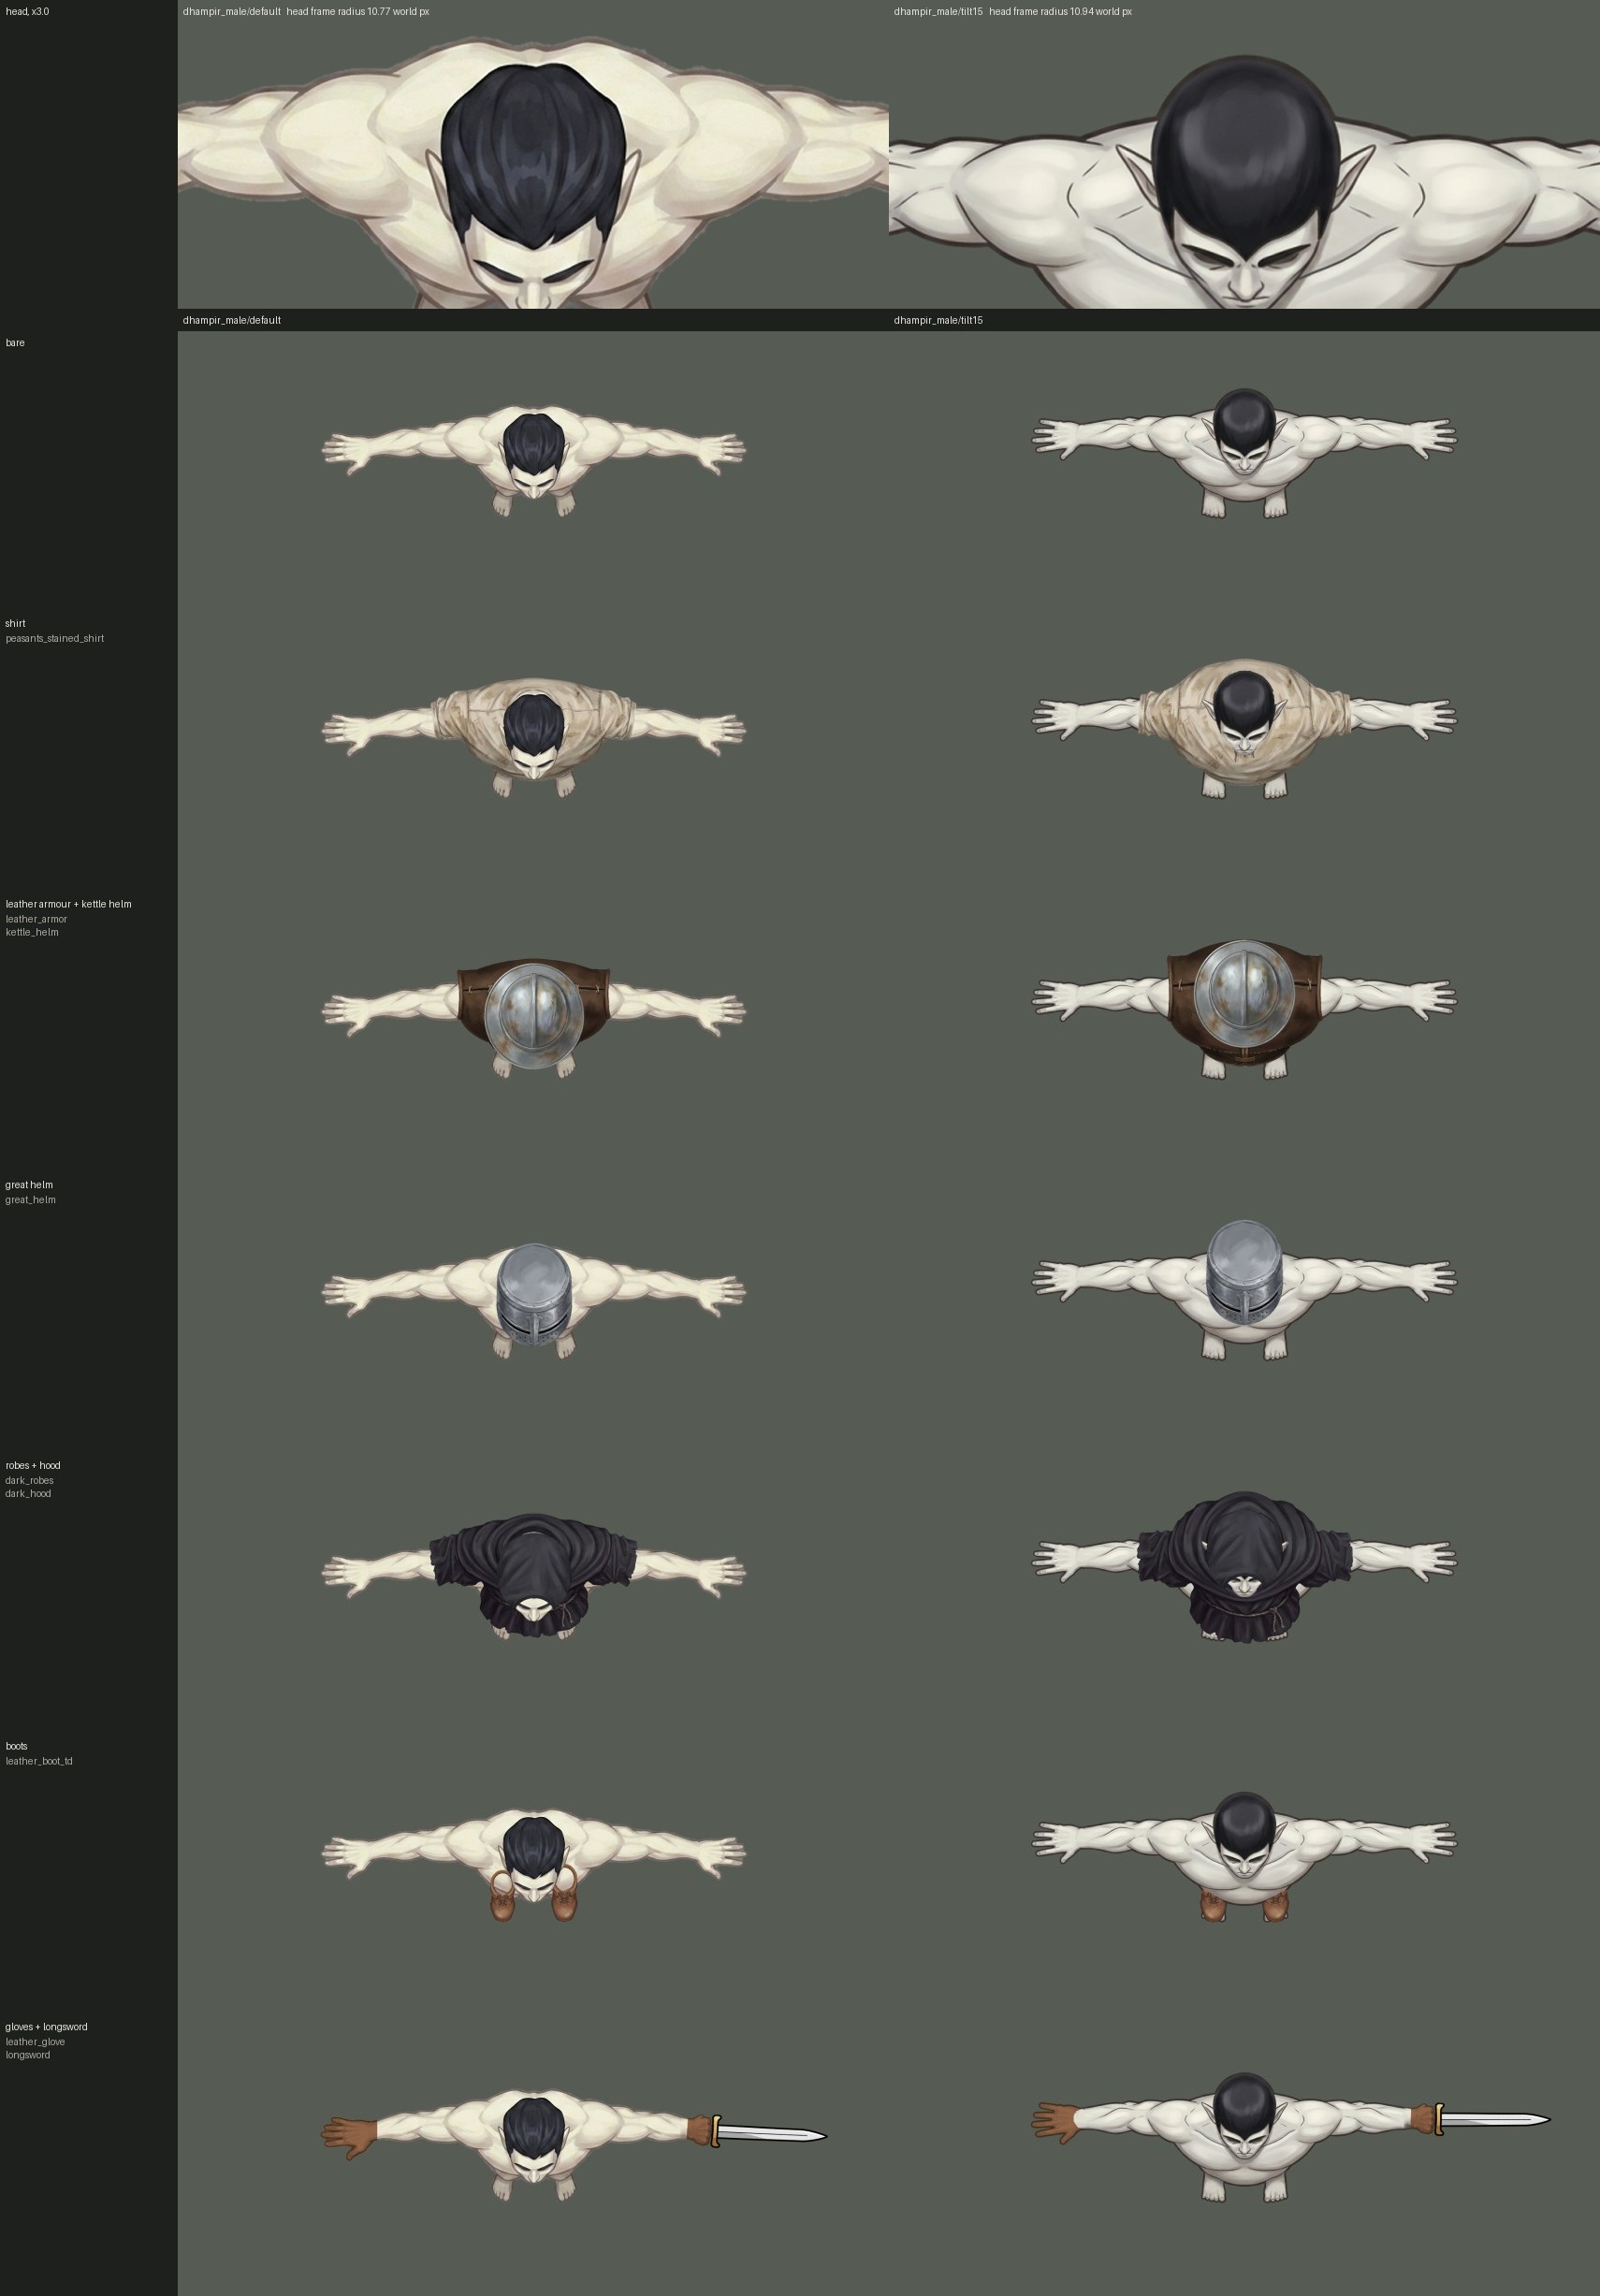 head, x3.0
dhampir_male/default head frame radius 10.77 world px
dhampir_male/tilt15 head frame radius 10.94 world px
dhampir_male/default
dhampir_male/tilt15
bare
shirt
peasants_stained_shirt
leather armour + kettle helm
leather_armor
kettle_helm
great helm
great_helm
robes + hood
dark_robes
dark_hood
boots
leather_boot_td
gloves + longsword
leather_glove
longsword